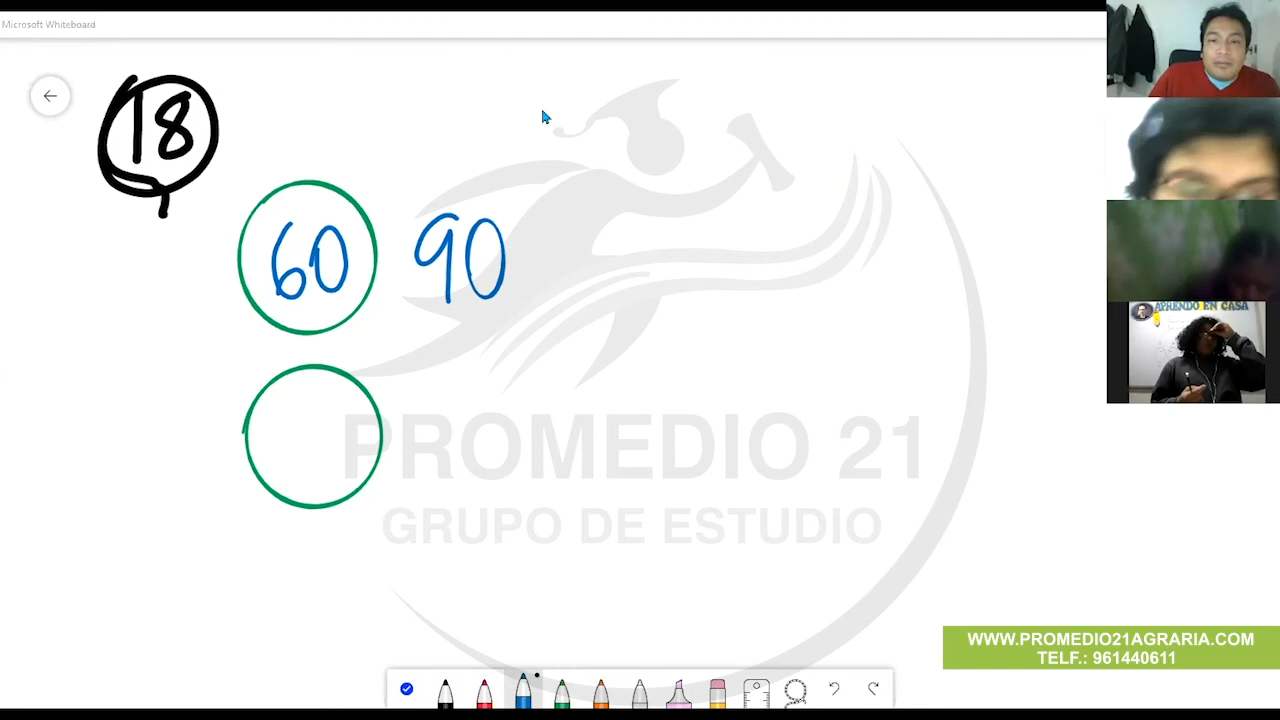 Microsoft Whiteboard
18
60 90
APRENDO EN CASA
PROMEDIO 21
GRUPO DE ESTUDIO
WWW.PROMEDIO21AGRARIA.COM
TELF.: 961440611